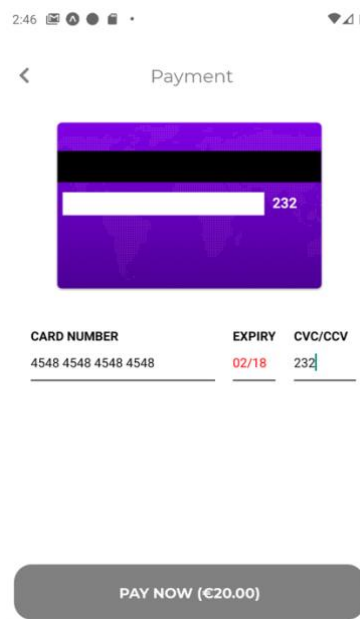 2:46
Payment
232
CARD NUMBER EXPIRY CVC/CCV
4548 4548 4548 4548 02/18 232
PAY NOW (€20.00)